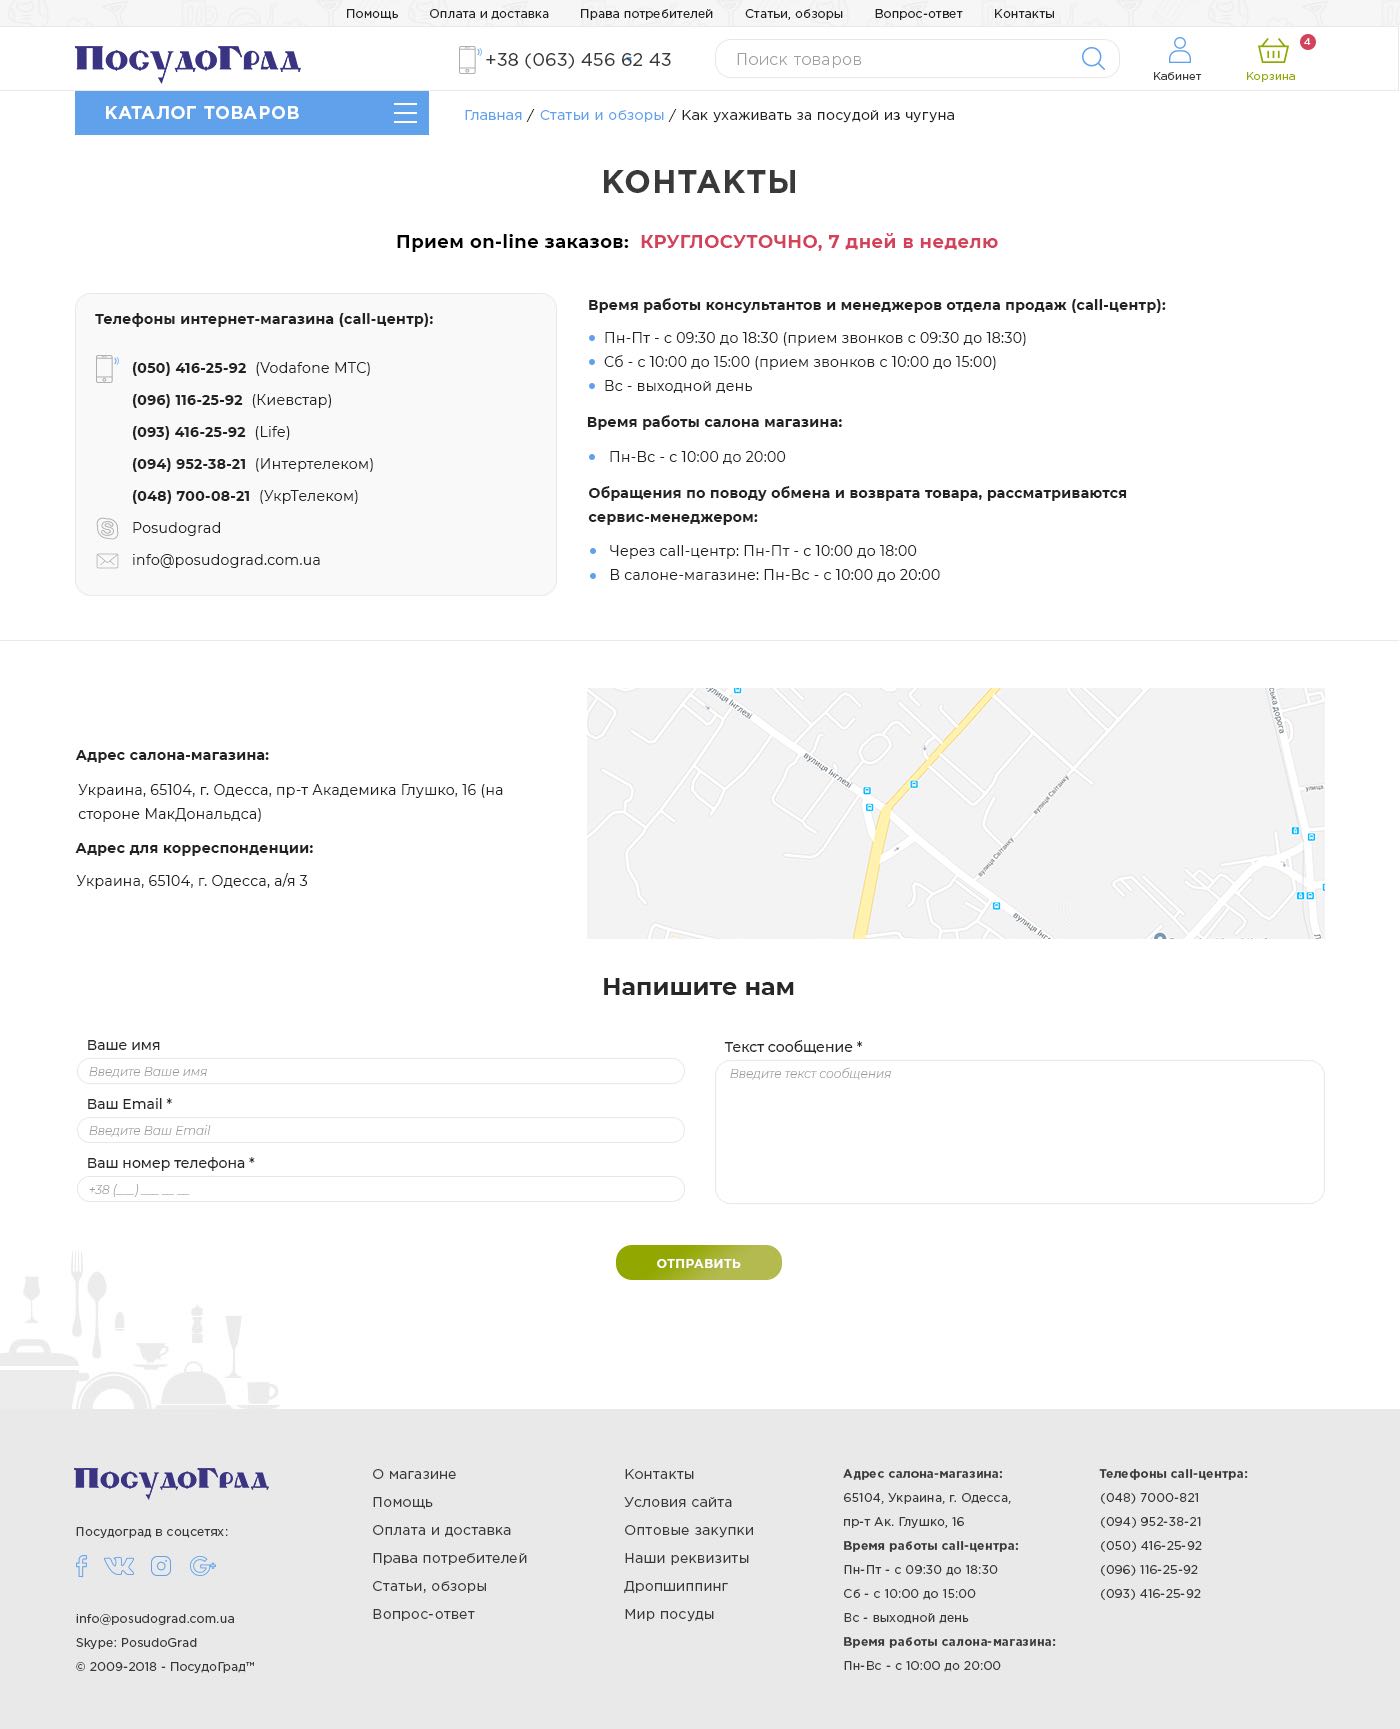 Помощь
Оплата и доставка
Права потребителей
Статьи, обзоры
Вопрос-ответ
Контакты
ПосудоГрад
+38 (063) 456 62 43
Поиск товаров
Кабинет
Корзина
4
КАТАЛОГ ТОВАРОВ
Главная / Статьи и обзоры / Как ухаживать за посудой из чугуна
КОНТАКТЫ
Прием on-line заказов: КРУГЛОСУТОЧНО, 7 дней в неделю
Телефоны интернет-магазина (call-центр):
(050) 416-25-92 (Vodafone МТС)
(096) 116-25-92 (Киевстар)
(093) 416-25-92 (Life)
(094) 952-38-21 (Интертелеком)
(048) 700-08-21 (УкрТелеком)
Posudograd
info@posudograd.com.ua
Время работы консультантов и менеджеров отдела продаж (call-центр):
Пн-Пт - с 09:30 до 18:30 (прием звонков с 09:30 до 18:30)
Сб - с 10:00 до 15:00 (прием звонков с 10:00 до 15:00)
Вс - выходной день
Время работы салона магазина:
Пн-Вс - с 10:00 до 20:00
Обращения по поводу обмена и возврата товара, рассматриваются
сервис-менеджером:
Через call-центр: Пн-Пт - с 10:00 до 18:00
В салоне-магазине: Пн-Вс - с 10:00 до 20:00
Адрес салона-магазина:
Украина, 65104, г. Одесса, пр-т Академика Глушко, 16 (на
стороне МакДональдса)
Адрес для корреспонденции:
Украина, 65104, г. Одесса, а/я 3
вулиця Інглезі
вулиця Інглезі
вулиця Світанку
вулиця Світанку
вулиця Інг
ська дорога
улица
Напишите нам
Ваше имя
Введите Ваше имя
Ваш Email *
Введите Ваш Email
Ваш номер телефона *
+38 (___) ___ __ __
Текст сообщение *
Введите текст сообщения
ОТПРАВИТЬ
ПосудоГрад
Посудоград в соцсетях:
info@posudograd.com.ua
Skype: PosudoGrad
© 2009-2018 - ПосудоГрад™
О магазине
Помощь
Оплата и доставка
Права потребителей
Статьи, обзоры
Вопрос-ответ
Контакты
Условия сайта
Оптовые закупки
Наши реквизиты
Дропшиппинг
Мир посуды
Адрес салона-магазина:
65104, Украина, г. Одесса,
пр-т Ак. Глушко, 16
Время работы call-центра:
Пн-Пт - с 09:30 до 18:30
Сб - с 10:00 до 15:00
Вс - выходной день
Время работы салона-магазина:
Пн-Вс - с 10:00 до 20:00
Телефоны call-центра:
(048) 7000-821
(094) 952-38-21
(050) 416-25-92
(096) 116-25-92
(093) 416-25-92